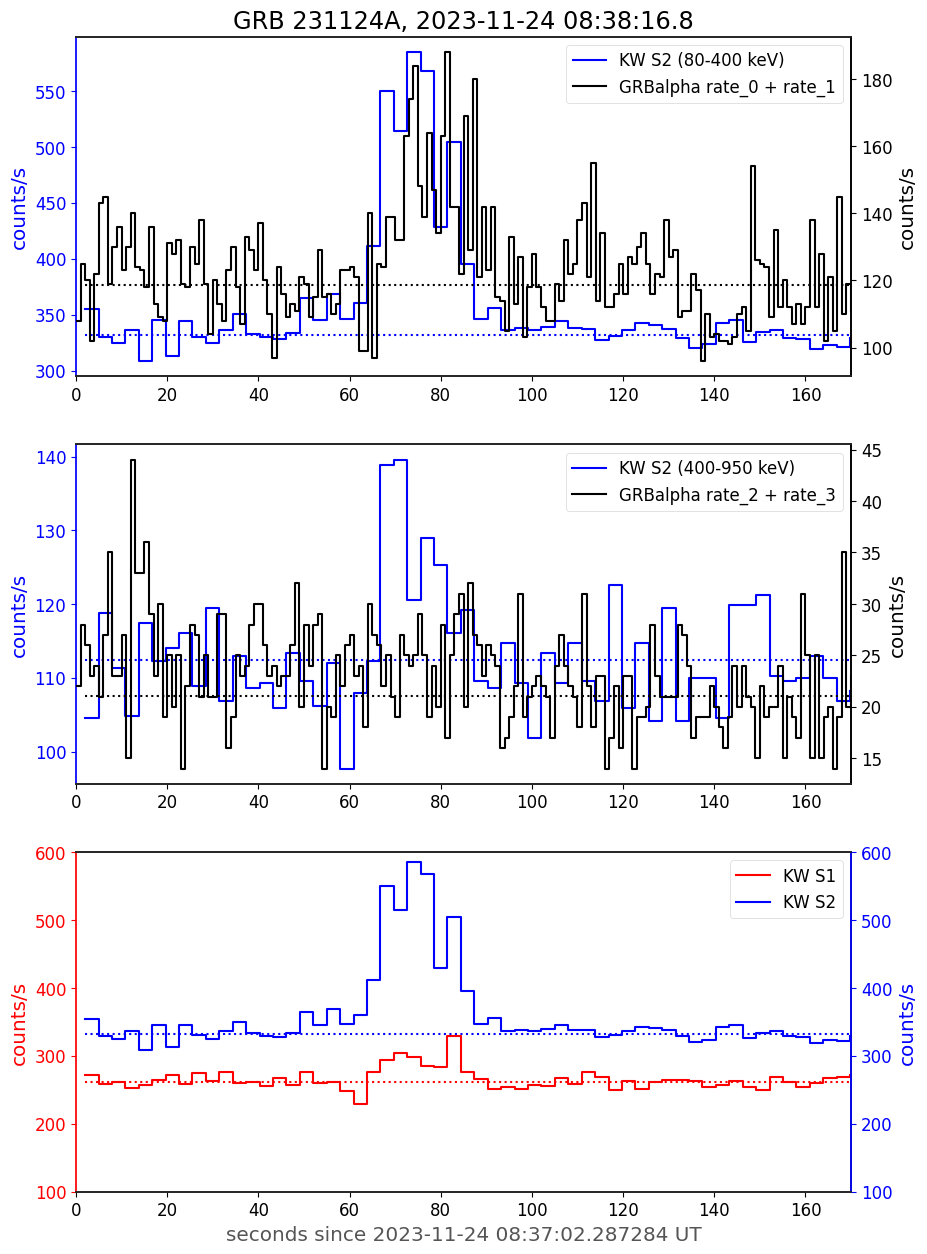 GRB 231124A, 2023-11-24 08:38:16.8
KW S2 (80-400 keV)
GRBalpha rate_0 + rate_1
counts/s
counts/s
550
500
450
400
350
300
180
160
140
120
100
0 20 40 60 80 100 120 140 160
KW S2 (400-950 keV)
GRBalpha rate_2 + rate_3
counts/s
counts/s
140
130
120
110
100
45
40
35
30
25
20
15
0 20 40 60 80 100 120 140 160
KW S1
KW S2
counts/s
counts/s
600
500
400
300
200
100
600
500
400
300
200
100
0 20 40 60 80 100 120 140 160
seconds since 2023-11-24 08:37:02.287284 UT